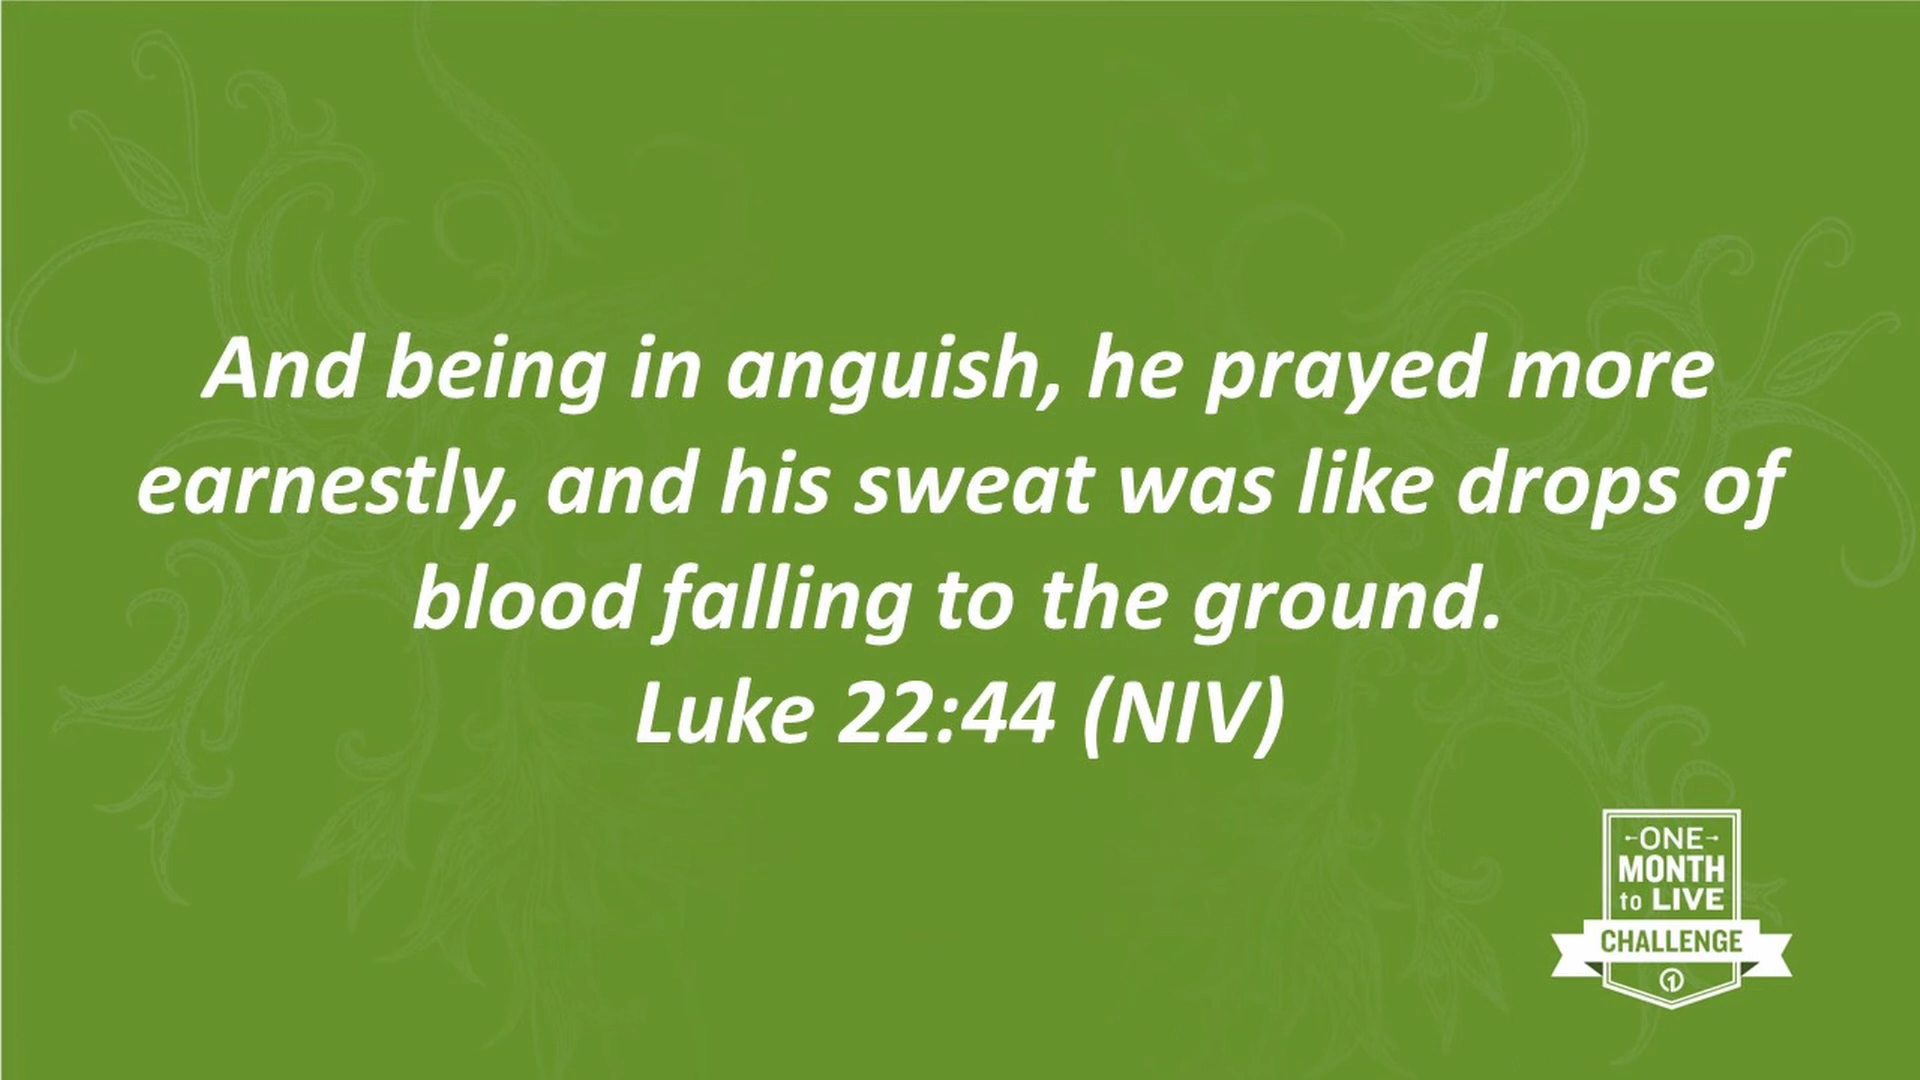 And being in anguish, he prayed more
earnestly, and his sweat was like drops of
blood falling to the ground.
Luke 22:44 (NIV)
ONE
MONTH
to LIVE
CHALLENGE
1